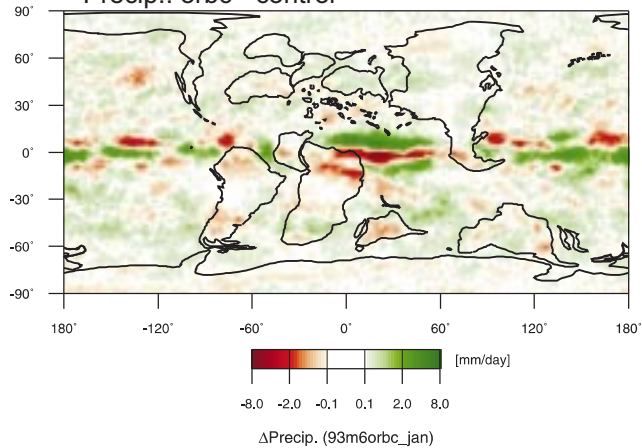 Precip.: orbc - control
90˚
60˚
30˚
0˚
-30˚
-60˚
-90˚
180˚ -120˚ -60˚ 0˚ 60˚ 120˚ 180˚
[mm/day]
-8.0 -2.0 -0.1 0.1 2.0 8.0
ΔPrecip. (93m6orbc_jan)